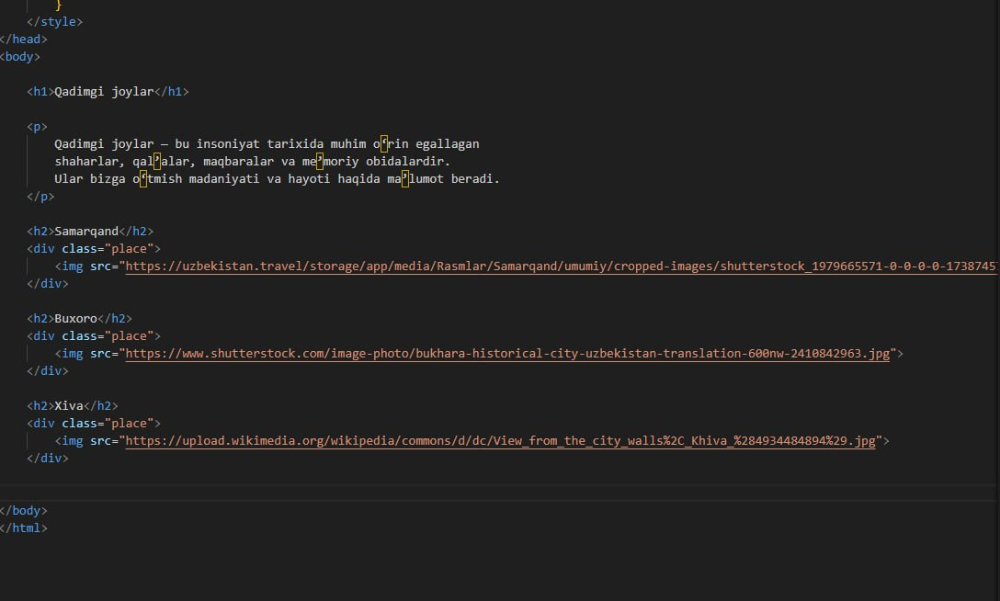 }
</style>
</head>
<body>
<h1>Qadimgi joylar</h1>
<p>
Qadimgi joylar — bu insoniyat tarixida muhim o‘rin egallagan
shaharlar, qal’alar, maqbaralar va me’moriy obidalardir.
Ular bizga o‘tmish madaniyati va hayoti haqida ma’lumot beradi.
</p>
<h2>Samarqand</h2>
<div class="place">
<img src="https://uzbekistan.travel/storage/app/media/Rasmlar/Samarqand/umumiy/cropped-images/shutterstock_1979665571-0-0-0-0-1738745
</div>
<h2>Buxoro</h2>
<div class="place">
<img src="https://www.shutterstock.com/image-photo/bukhara-historical-city-uzbekistan-translation-600nw-2410842963.jpg">
</div>
<h2>Xiva</h2>
<div class="place">
<img src="https://upload.wikimedia.org/wikipedia/commons/d/dc/View_from_the_city_walls%2C_Khiva_%284934484894%29.jpg">
</div>
</body>
</html>